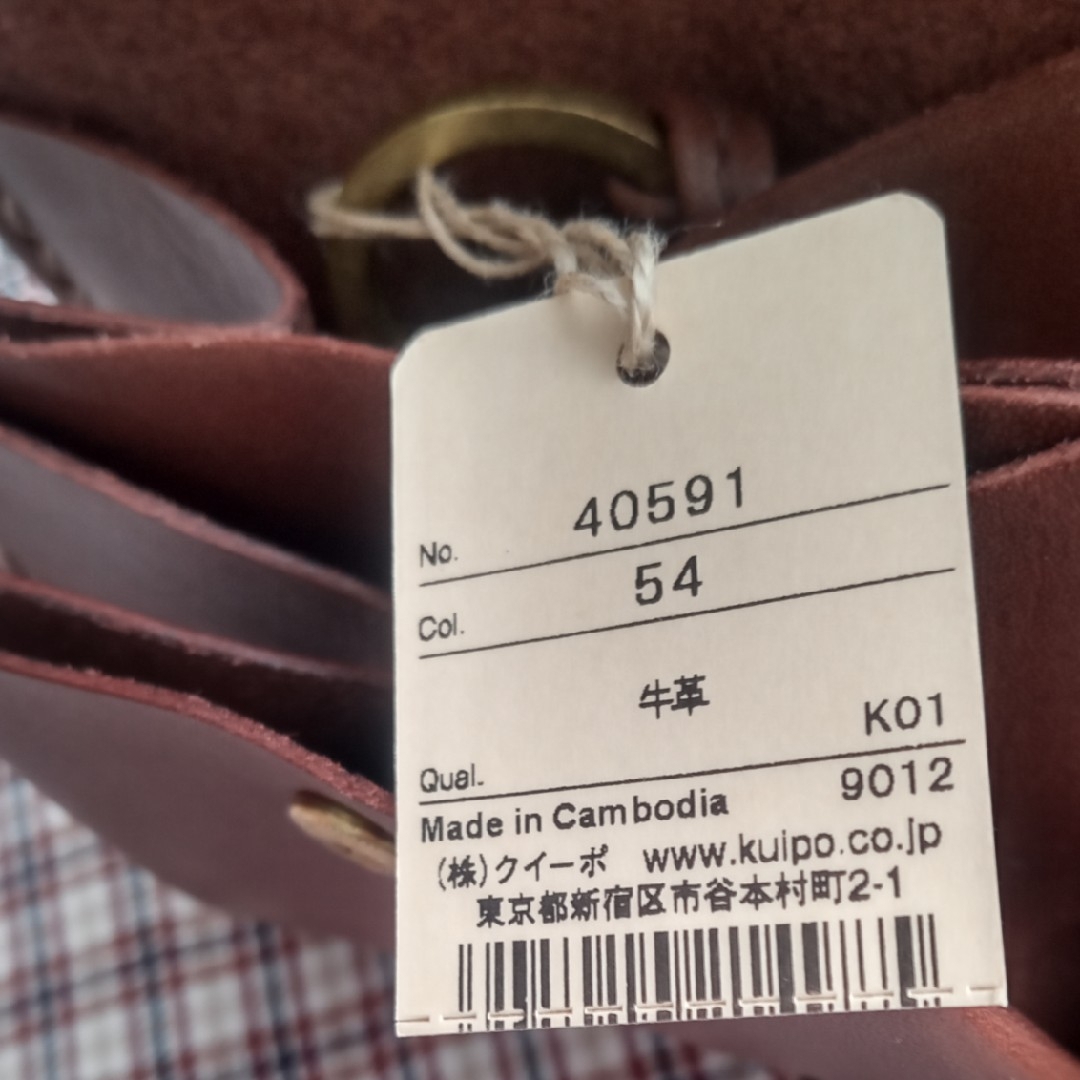 No. 40591
Col. 54
牛革
K01
Qual.
9012
Made in Cambodia
(株)クイーポ www.kuipo.co.jp
東京都新宿区市谷本村町2-1